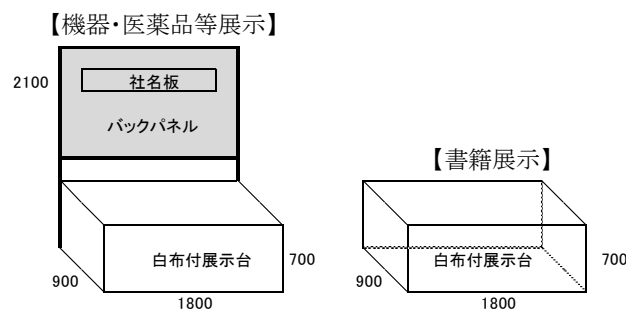 【機器・医薬品等展示】
2100
社名板
バックパネル
白布付展示台
700
900
1800
【書籍展示】
白布付展示台
700
900
1800